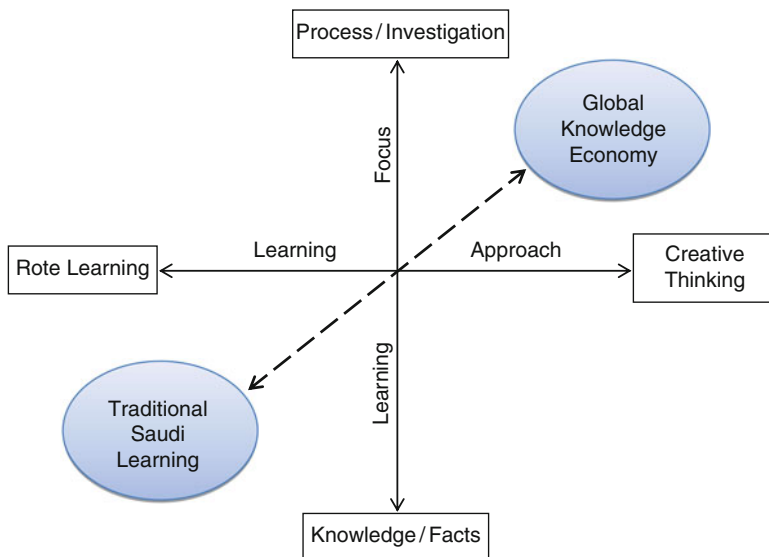 Process / Investigation
Global
Knowledge
Economy
Focus
Rote Learning
Learning
Approach
Creative
Thinking
Learning
Traditional
Saudi
Learning
Knowledge / Facts